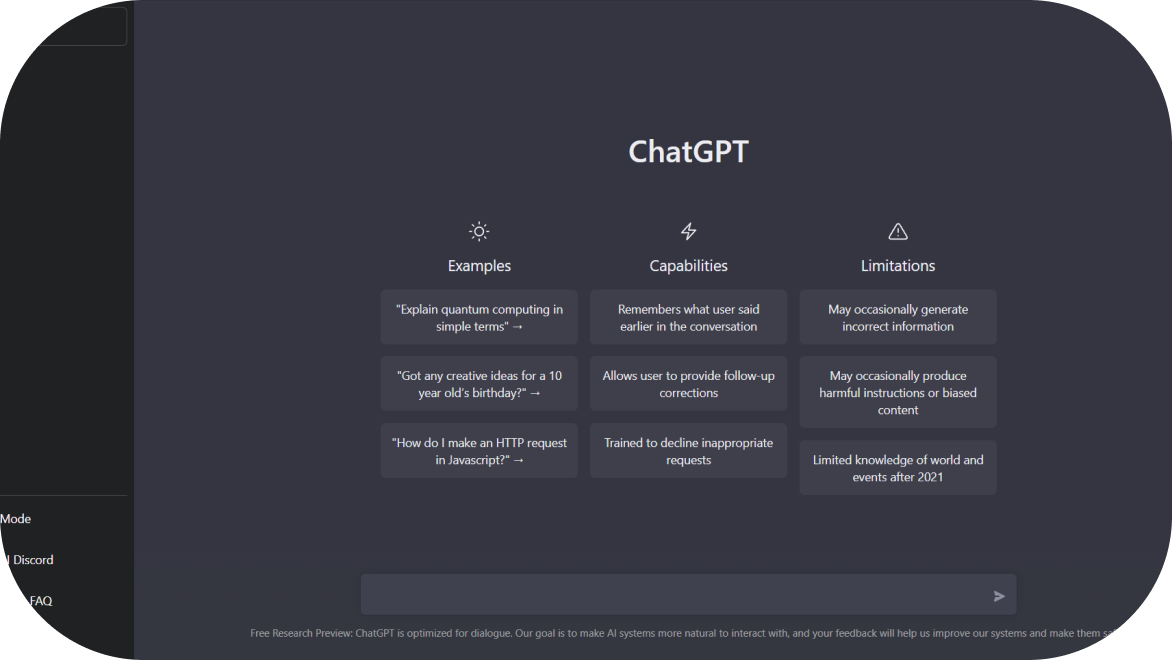 ChatGPT
Examples
"Explain quantum computing in
simple terms" →
"Got any creative ideas for a 10
year old's birthday?" →
"How do I make an HTTP request
in Javascript?" →
Capabilities
Remembers what user said
earlier in the conversation
Allows user to provide follow-up
corrections
Trained to decline inappropriate
requests
Limitations
May occasionally generate
incorrect information
May occasionally produce
harmful instructions or biased
content
Limited knowledge of world and
events after 2021
Mode
Discord
FAQ
Free Research Preview: ChatGPT is optimized for dialogue. Our goal is to make AI systems more natural to interact with, and your feedback will help us improve our systems and make them